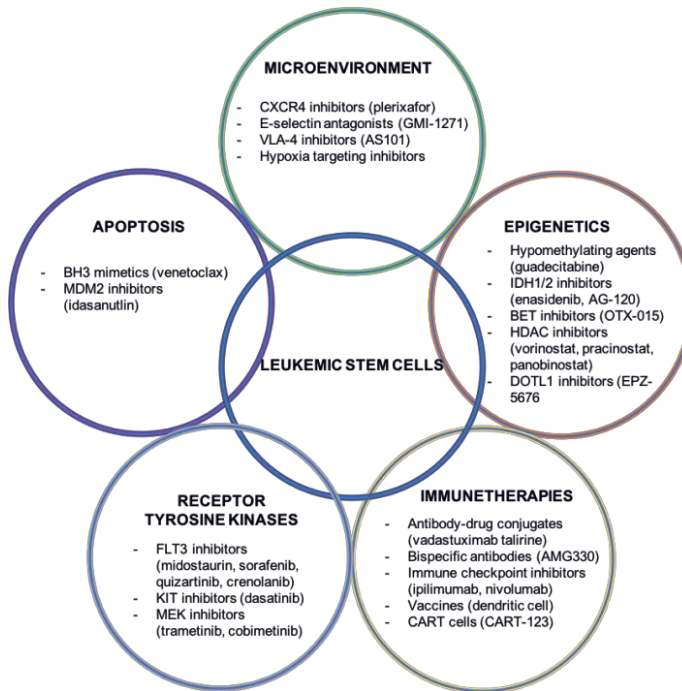 MICROENVIRONMENT
- CXCR4 inhibitors (plerixafor)
- E-selectin antagonists (GMI-1271)
- VLA-4 inhibitors (AS101)
- Hypoxia targeting inhibitors
APOPTOSIS
- BH3 mimetics (venetoclax)
- MDM2 inhibitors
(idasanutlin)
EPIGENETICS
- Hypomethylating agents
(guadecitabine)
- IDH1/2 inhibitors
(enasidenib, AG-120)
- BET inhibitors (OTX-015)
- HDAC inhibitors
(vorinostat, pracinostat,
panobinostat)
- DOTL1 inhibitors (EPZ-
5676
LEUKEMIC STEM CELLS
RECEPTOR
TYROSINE KINASES
- FLT3 inhibitors
(midostaurin, sorafenib,
quizartinib, crenolanib)
- KIT inhibitors (dasatinib)
- MEK inhibitors
(trametinib, cobimetinib)
IMMUNETHERAPIES
- Antibody-drug conjugates
(vadastuximab talirine)
- Bispecific antibodies (AMG330)
- Immune checkpoint inhibitors
(ipilimumab, nivolumab)
- Vaccines (dendritic cell)
- CART cells (CART-123)